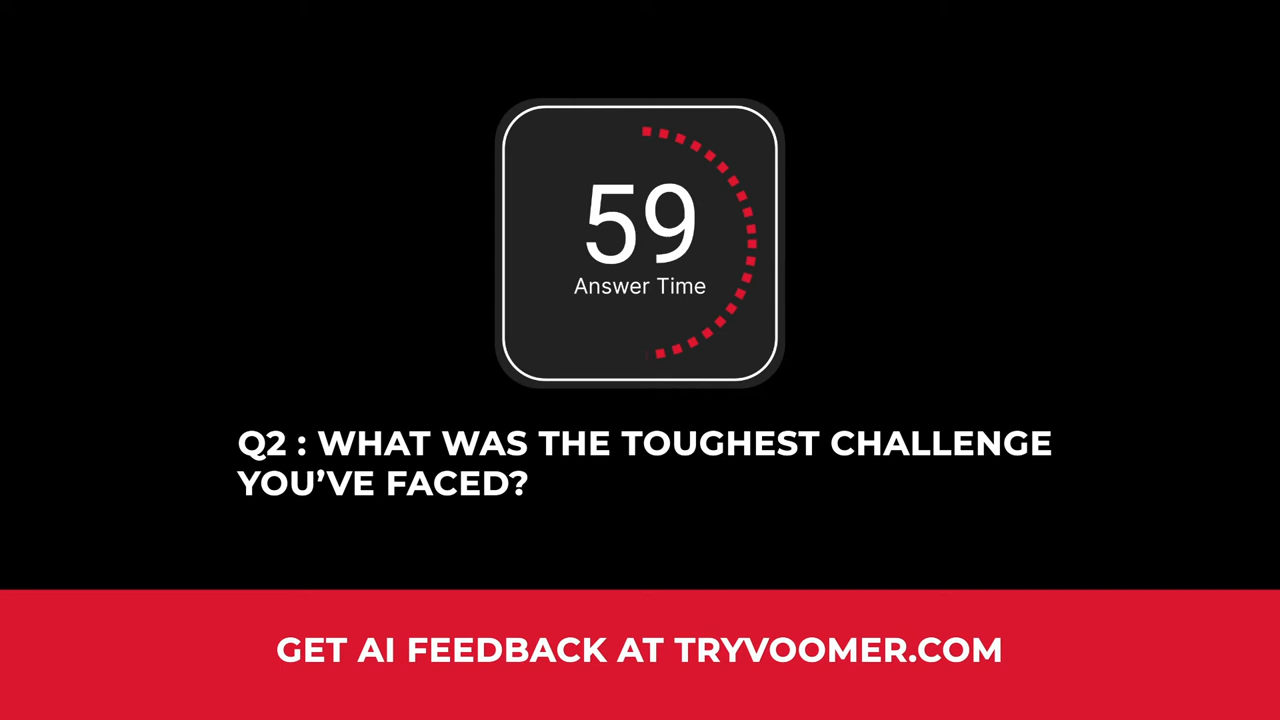 59
Answer Time
Q2 : WHAT WAS THE TOUGHEST CHALLENGE
YOU’VE FACED?
GET AI FEEDBACK AT TRYVOOMER.COM